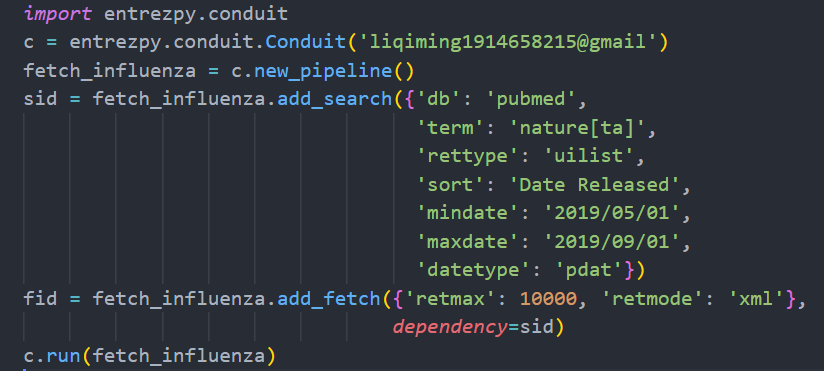 import entrezpy.conduit
c = entrezpy.conduit.Conduit('liqiming1914658215@gmail')
fetch_influenza = c.new_pipeline()
sid = fetch_influenza.add_search({'db': 'pubmed',
'term': 'nature[ta]',
'rettype': 'uilist',
'sort': 'Date Released',
'mindate': '2019/05/01',
'maxdate': '2019/09/01',
'datetype': 'pdat'})
fid = fetch_influenza.add_fetch({'retmax': 10000, 'retmode': 'xml'},
dependency=sid)
c.run(fetch_influenza)